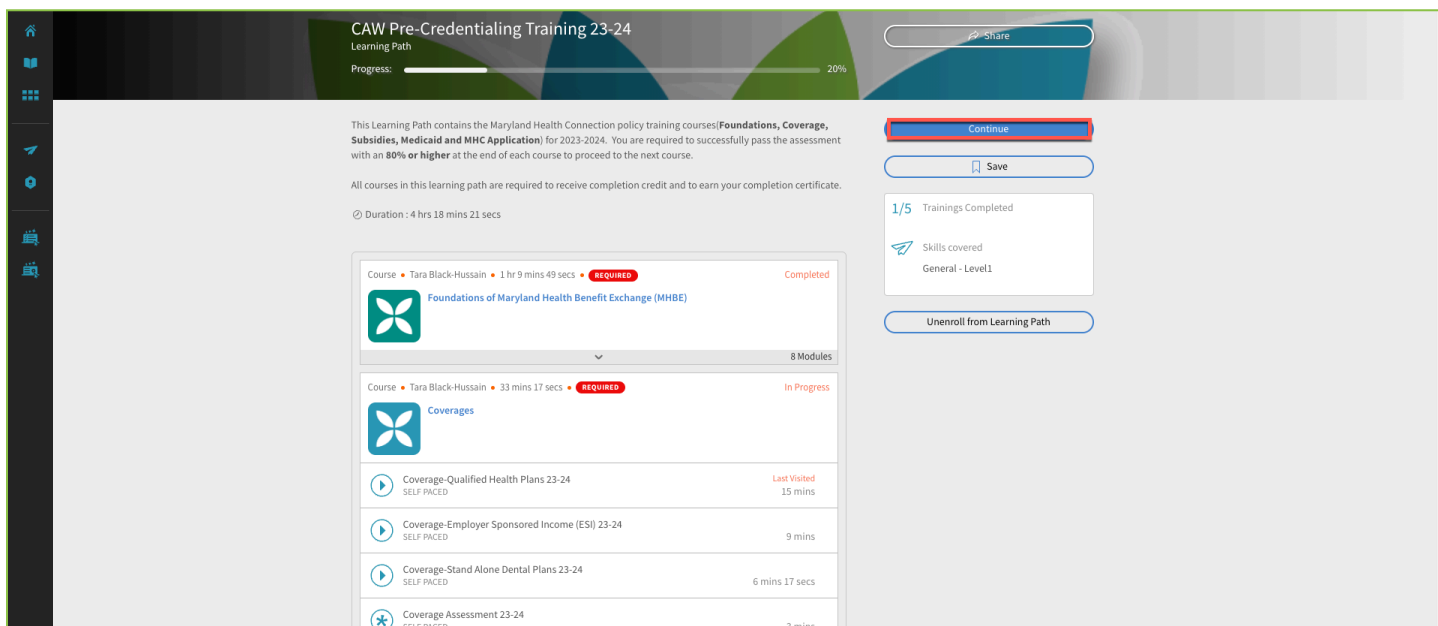 CAW Pre-Credentialing Training 23-24
Learning Path
Progress: 20%
Share
This Learning Path contains the Maryland Health Connection policy training courses(Foundations, Coverage,
Subsidies, Medicaid and MHC Application) for 2023-2024. You are required to successfully pass the assessment
with an 80% or higher at the end of each course to proceed to the next course.
All courses in this learning path are required to receive completion credit and to earn your completion certificate.
Duration : 4 hrs 18 mins 21 secs
Continue
Save
1/5 Trainings Completed
Skills covered
General - Level1
Unenroll from Learning Path
Course • Tara Black-Hussain • 1 hr 9 mins 49 secs • REQUIRED Completed
Foundations of Maryland Health Benefit Exchange (MHBE)
8 Modules
Course • Tara Black-Hussain • 33 mins 17 secs • REQUIRED In Progress
Coverages
Coverage-Qualified Health Plans 23-24 Last Visited
SELF PACED 15 mins
Coverage-Employer Sponsored Income (ESI) 23-24
SELF PACED 9 mins
Coverage-Stand Alone Dental Plans 23-24
SELF PACED 6 mins 17 secs
Coverage Assessment 23-24
SELF PACED